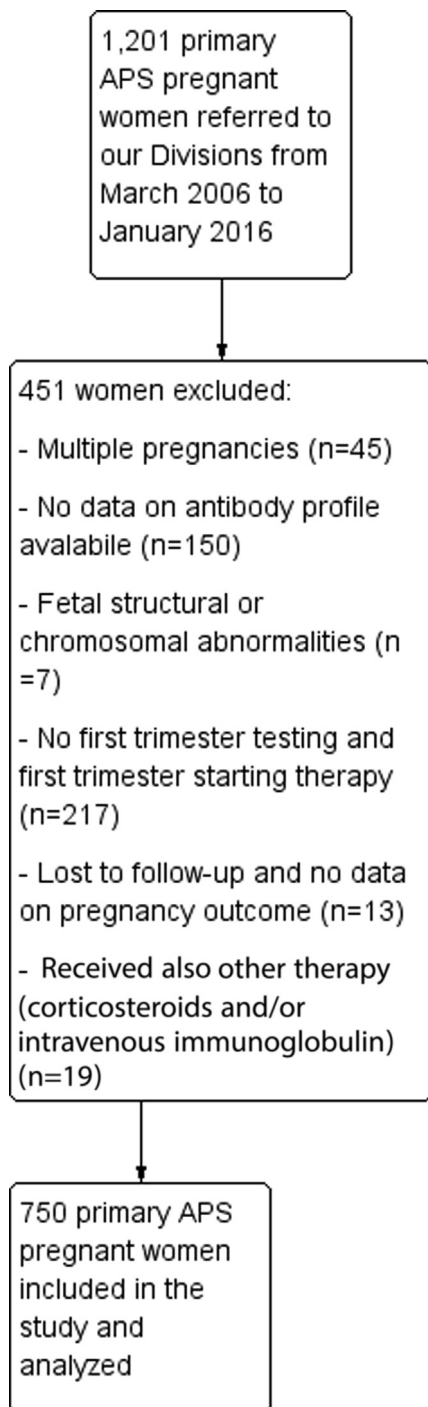 1,201 primary
APS pregnant
women referred to
our Divisions from
March 2006 to
January 2016
451 women excluded:
- Multiple pregnancies (n=45)
- No data on antibody profile
avalabile (n=150)
- Fetal structural or
chromosomal abnormalities (n
=7)
- No first trimester testing and
first trimester starting therapy
(n=217)
- Lost to follow-up and no data
on pregnancy outcome (n=13)
- Received also other therapy
(corticosteroids and/or
intravenous immunoglobulin)
(n=19)
750 primary APS
pregnant women
included in the
study and
analyzed